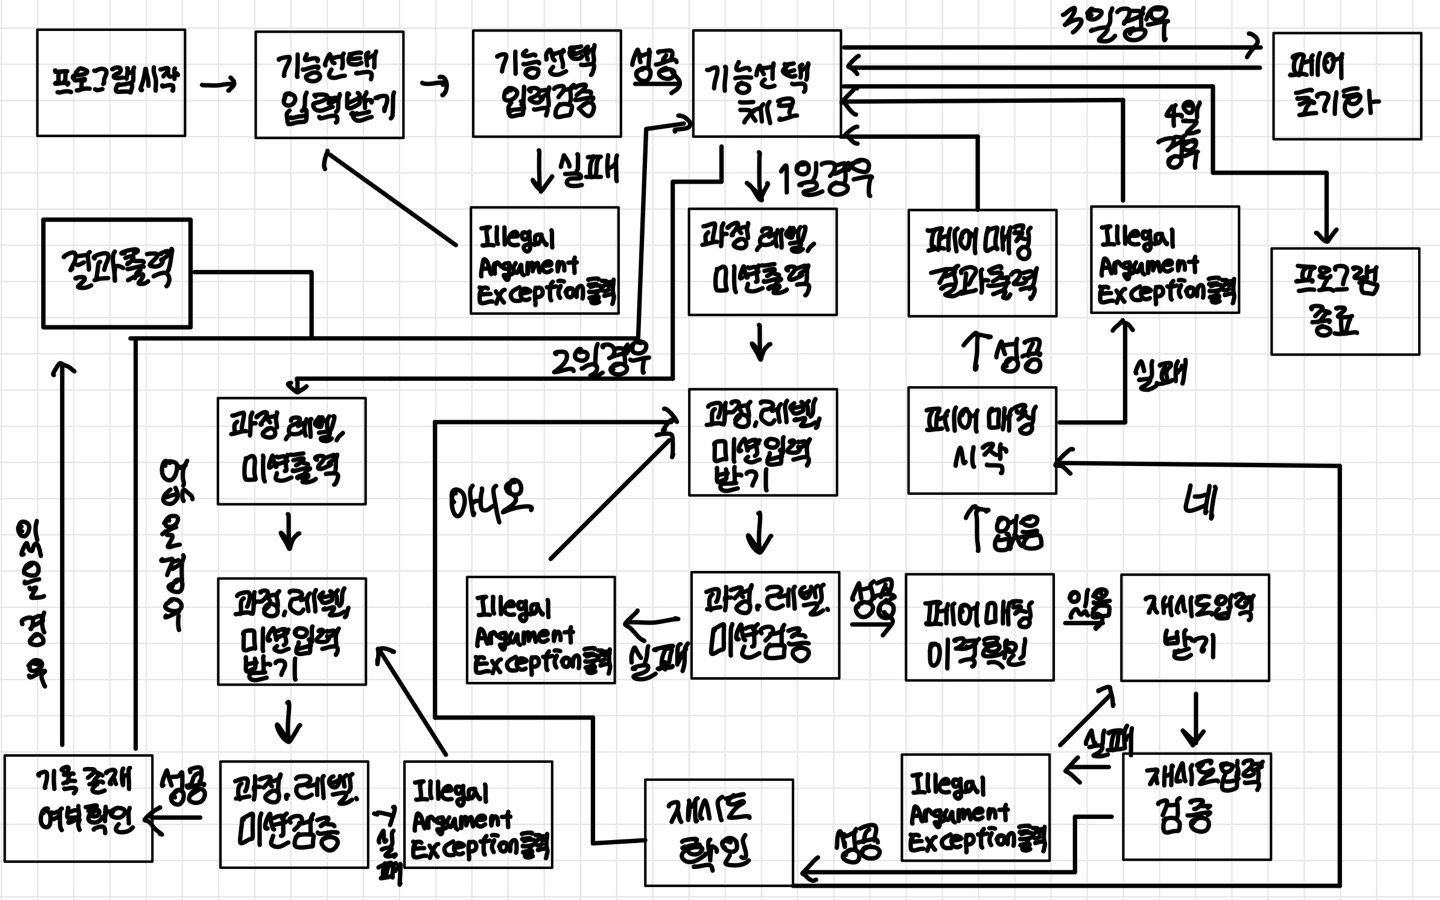 3일경우
프로그램시작
기능선택
입력받기
기능선택
입력검증
성공
기능선택
체크
페어
초기화
4일
경우
실패
1일경우
결과출력
Illegal
Argument
Exception출력
과정,레벨,
미션출력
페어매칭
결과출력
Illegal
Argument
Exception출력
프로그램
종료
2일경우
성공
실패
과정,레벨,
미션출력
과정,레벨,
미션입력
받기
페어매칭
시작
아니오
네
없을경우
있을경우
없음
과정,레벨,
미션입력
받기
Illegal
Argument
Exception출력
실패
과정,레벨,
미션검증
성공
페어매칭
이력확인
있음
재시도입력
받기
실패
기록존재
여부확인
성공
과정,레벨,
미션검증
실패
Illegal
Argument
Exception출력
재시도
확인
성공
Illegal
Argument
Exception출력
재시도입력
검증